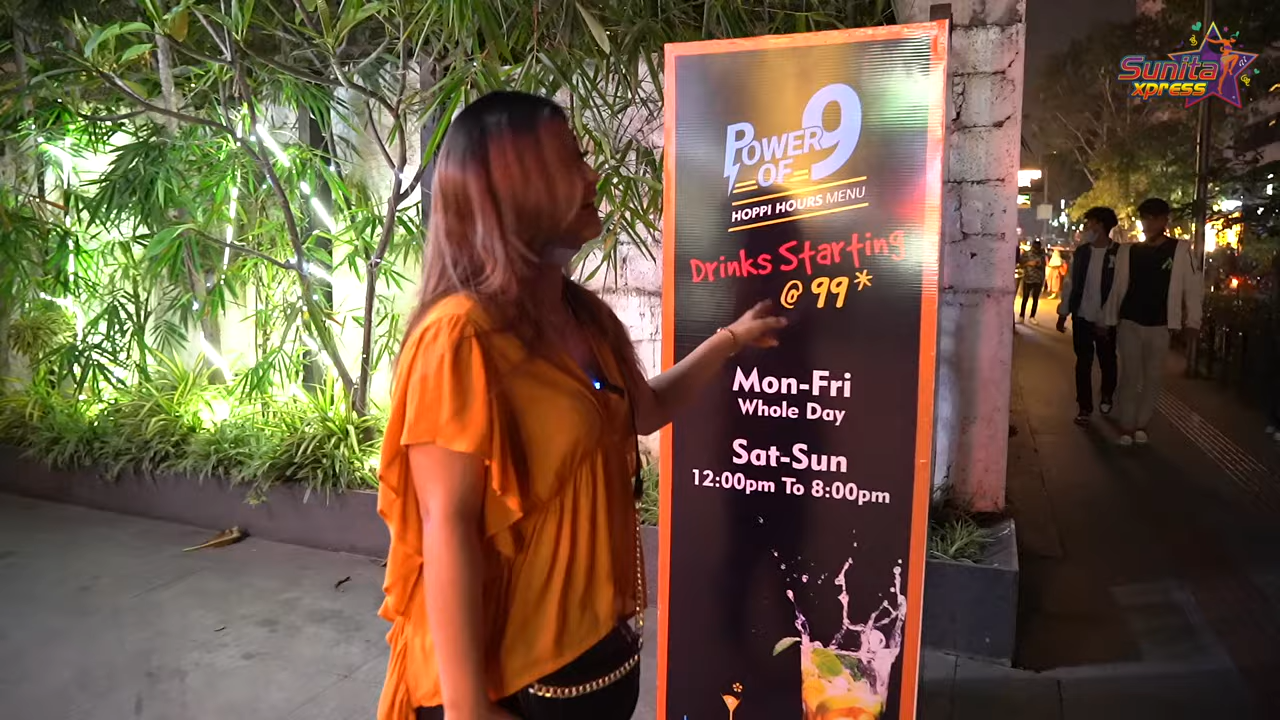 Sunita
xpress
POWER
OF 9
HOPPI HOURS MENU
Drinks Starting
@ 99*
Mon-Fri
Whole Day
Sat-Sun
12:00pm To 8:00pm